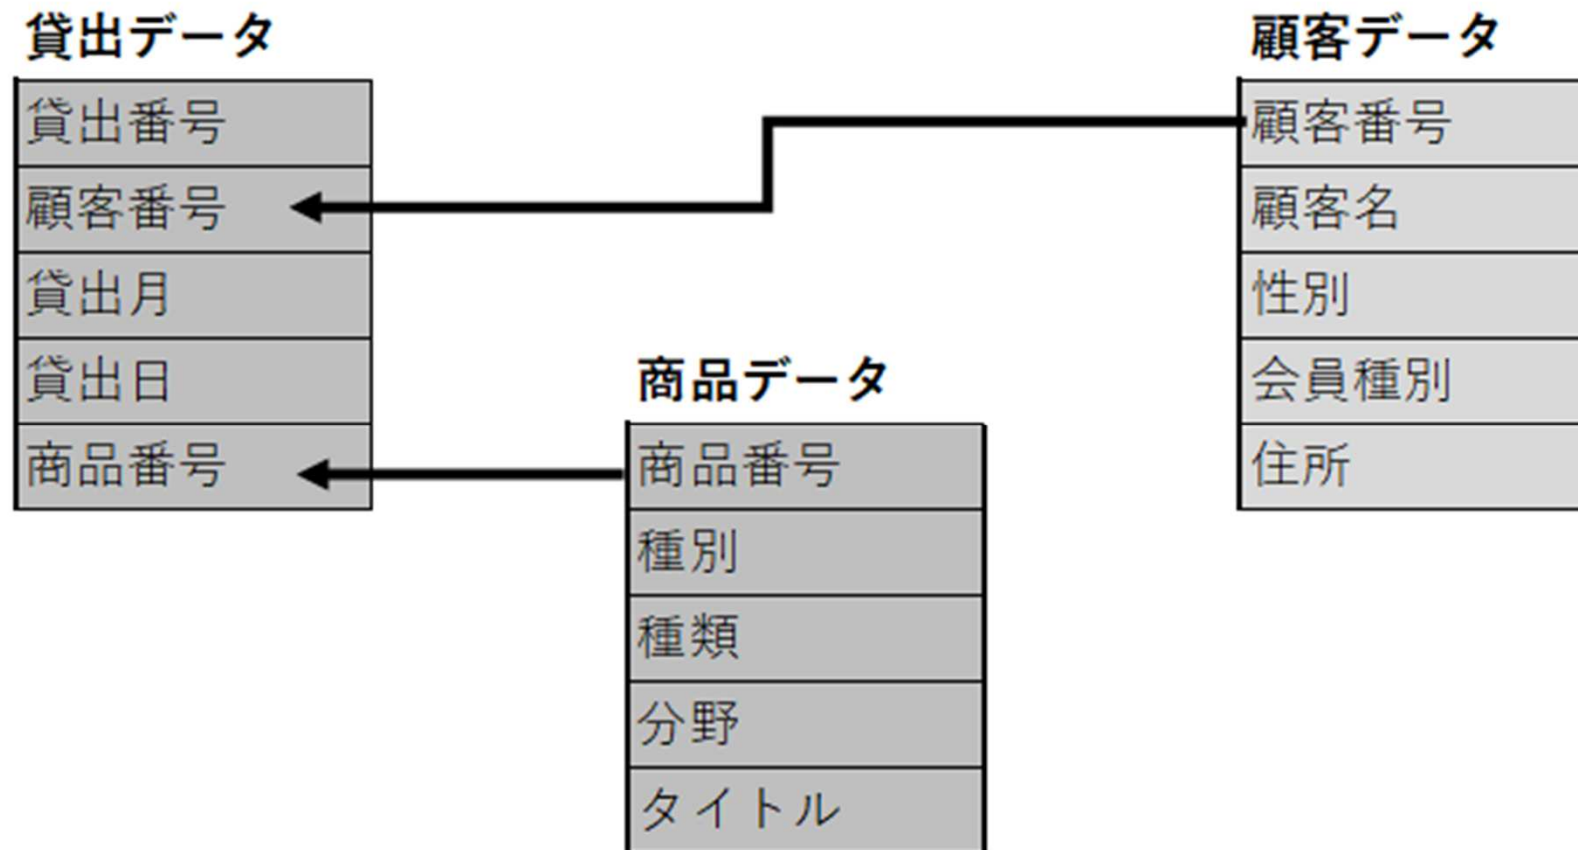 貸出データ
貸出番号
顧客番号
貸出月
貸出日
商品番号
商品データ
商品番号
種別
種類
分野
タイトル
顧客データ
顧客番号
顧客名
性別
会員種別
住所